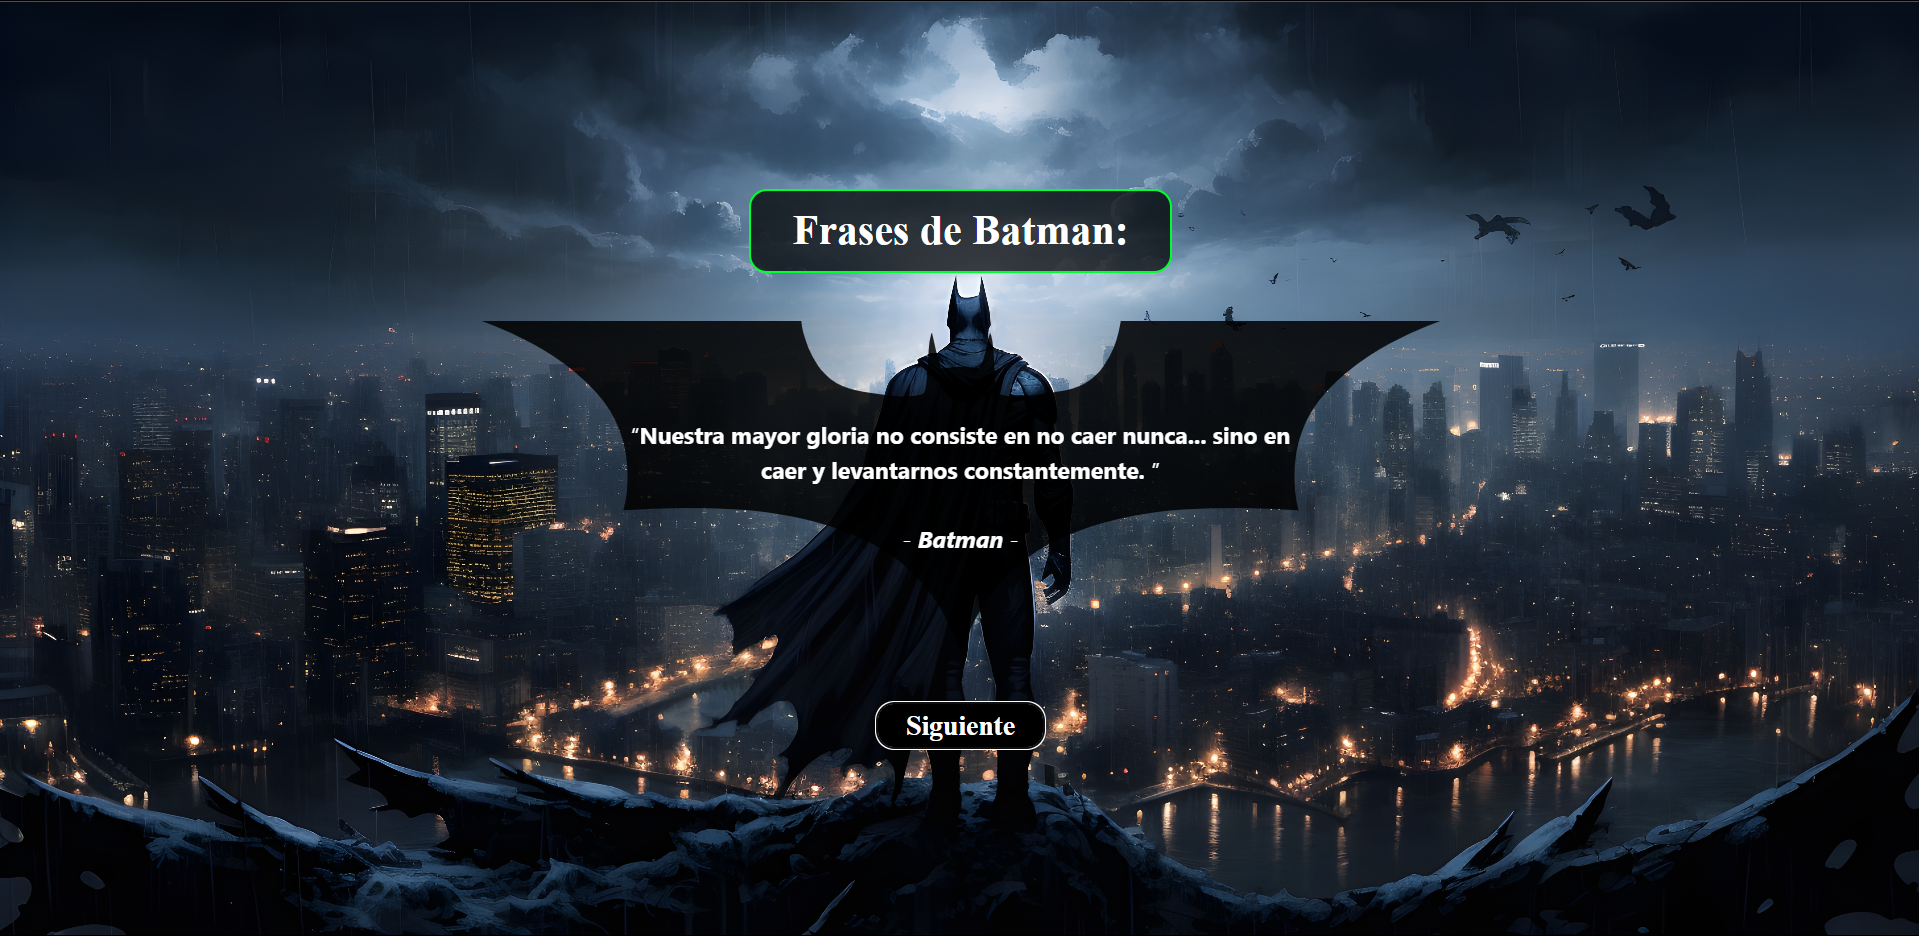 Frases de Batman:
"Nuestra mayor gloria no consiste en no caer nunca... sino en
caer y levantarnos constantemente. "
- Batman -
Siguiente